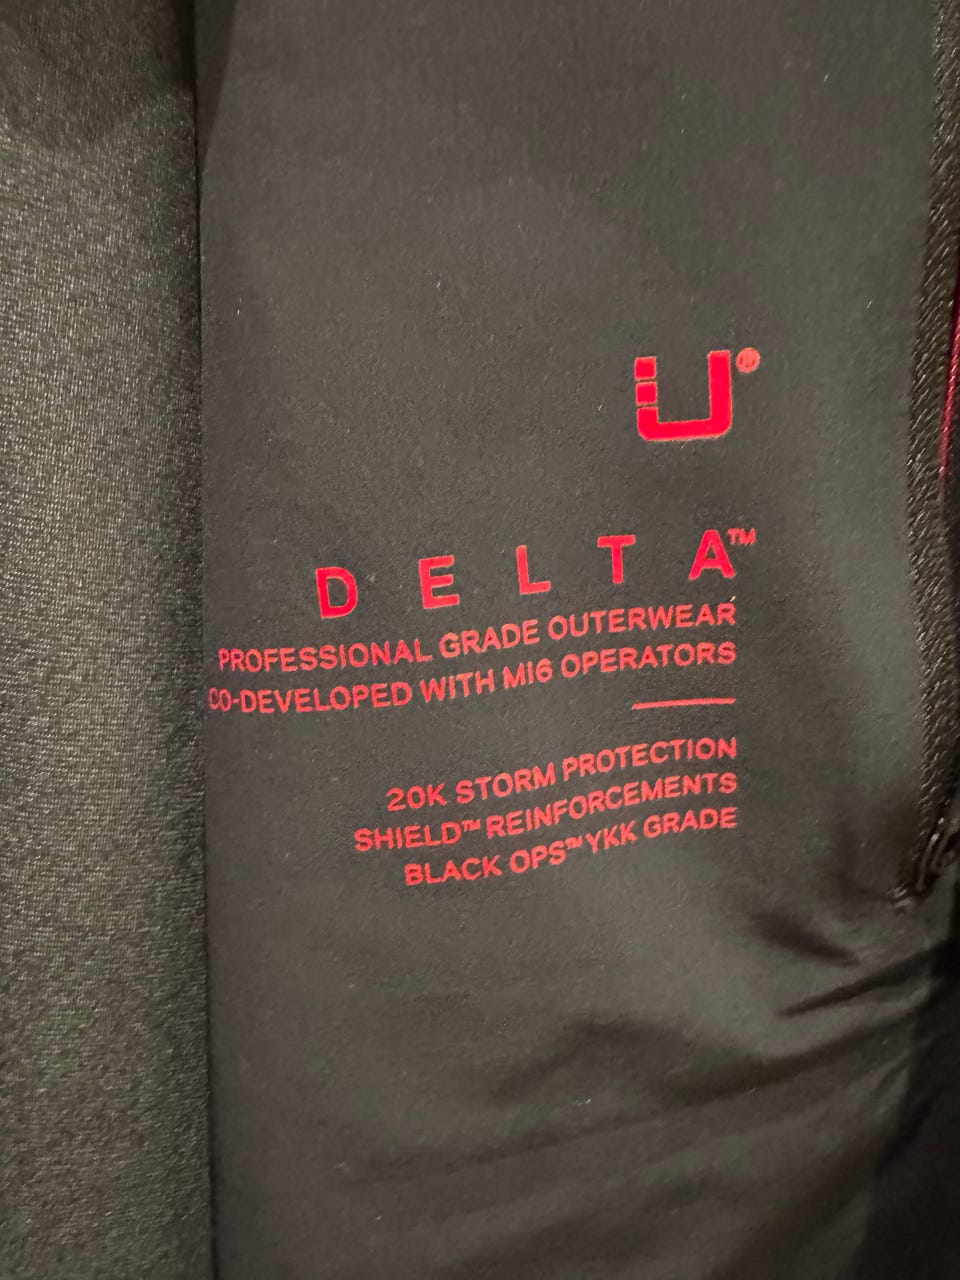 U®
DELTA™
PROFESSIONAL GRADE OUTERWEAR
CO-DEVELOPED WITH MI6 OPERATORS
20K STORM PROTECTION
SHIELD™ REINFORCEMENTS
BLACK OPS™ YKK GRADE